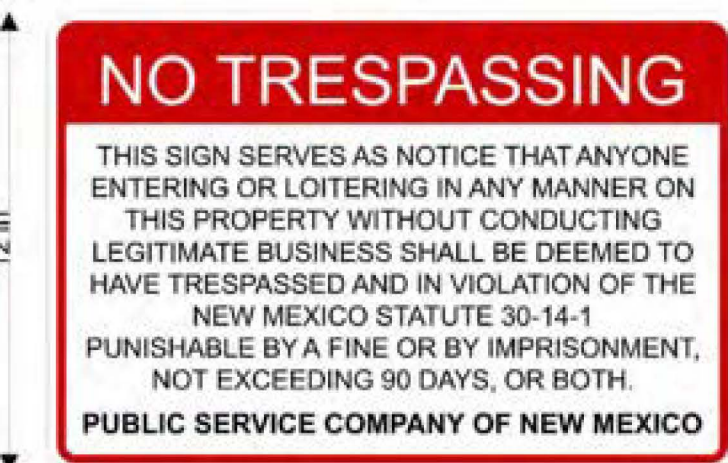 NO TRESPASSING
THIS SIGN SERVES AS NOTICE THAT ANYONE
ENTERING OR LOITERING IN ANY MANNER ON
THIS PROPERTY WITHOUT CONDUCTING
LEGITIMATE BUSINESS SHALL BE DEEMED TO
HAVE TRESPASSED AND IN VIOLATION OF THE
NEW MEXICO STATUTE 30-14-1
PUNISHABLE BY A FINE OR BY IMPRISONMENT,
NOT EXCEEDING 90 DAYS, OR BOTH.
PUBLIC SERVICE COMPANY OF NEW MEXICO